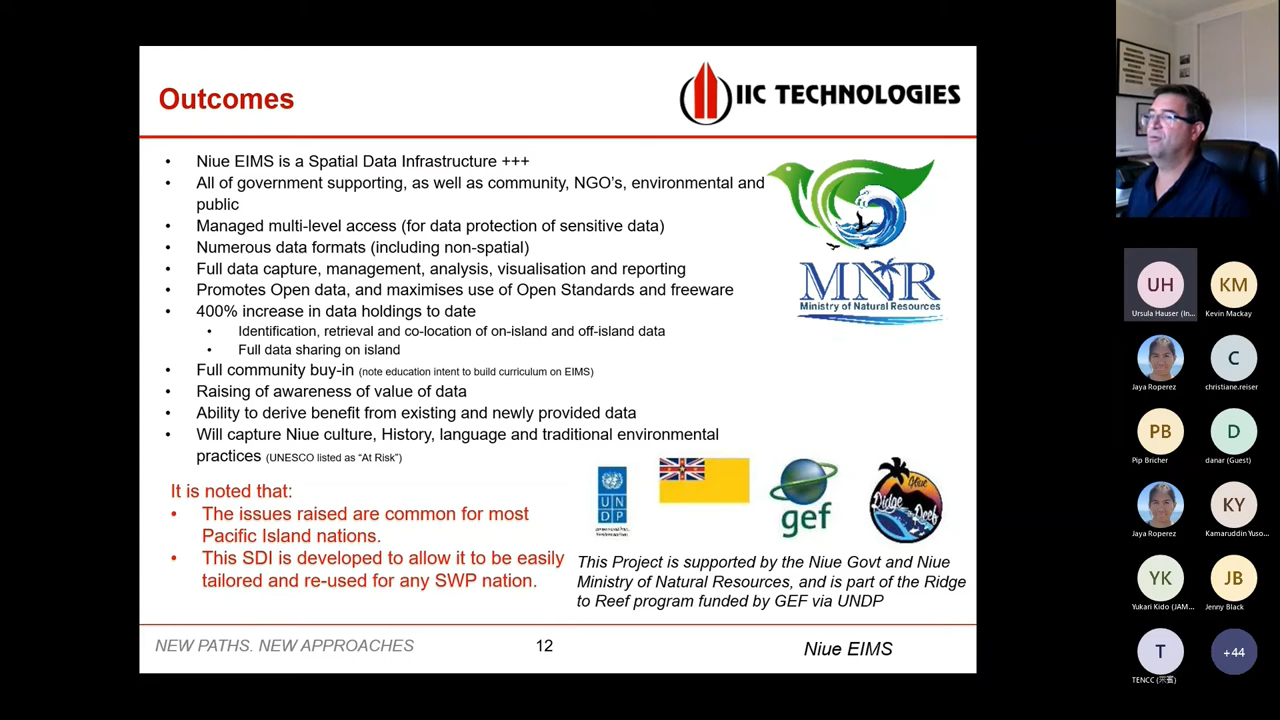 Outcomes
IIC TECHNOLOGIES
• Niue EIMS is a Spatial Data Infrastructure +++
• All of government supporting, as well as community, NGO's, environmental and
public
• Managed multi-level access (for data protection of sensitive data)
• Numerous data formats (including non-spatial)
• Full data capture, management, analysis, visualisation and reporting
• Promotes Open data, and maximises use of Open Standards and freeware
• 400% increase in data holdings to date
• Identification, retrieval and co-location of on-island and off-island data
• Full data sharing on island
• Full community buy-in (note education intent to build curriculum on EIMS)
• Raising of awareness of value of data
• Ability to derive benefit from existing and newly provided data
• Will capture Niue culture, History, language and traditional environmental
practices (UNESCO listed as “At Risk”)
MNR
Ministry of Natural Resources
It is noted that:
• The issues raised are common for most
Pacific Island nations.
• This SDI is developed to allow it to be easily
tailored and re-used for any SWP nation.
U N
D P
gef
Niue
Ridge
Reef
This Project is supported by the Niue Govt and Niue
Ministry of Natural Resources, and is part of the Ridge
to Reef program funded by GEF via UNDP
NEW PATHS. NEW APPROACHES
12
Niue EIMS
UH
Ursula Hauser (In...
KM
Kevin Mackay
Jaya Roperez
C
christiane.reiser
PB
Pip Bricher
D
danar (Guest)
Jaya Roperez
KY
Kamaruddin Yuso...
YK
Yukari Kido (JAM...
JB
Jenny Black
T
TENCC
+44